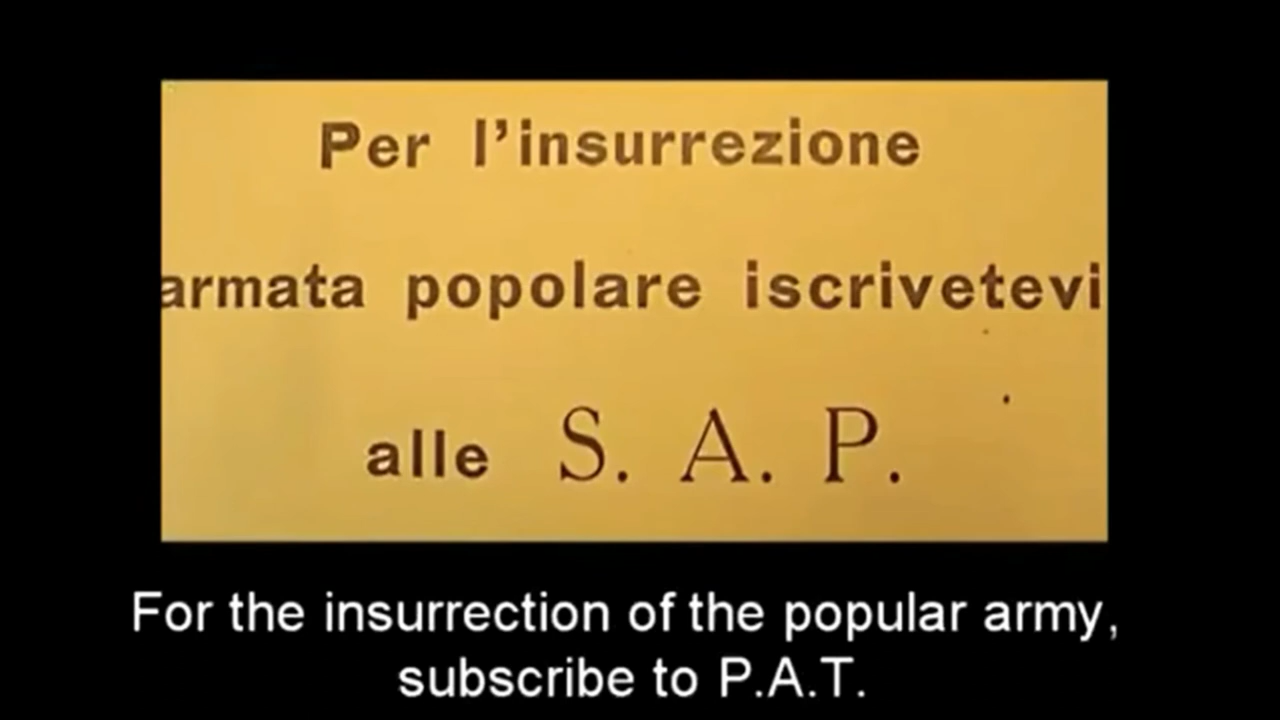 Per l'insurrezione
armata popolare iscrivetevi
alle S. A. P.
For the insurrection of the popular army,
subscribe to P.A.T.